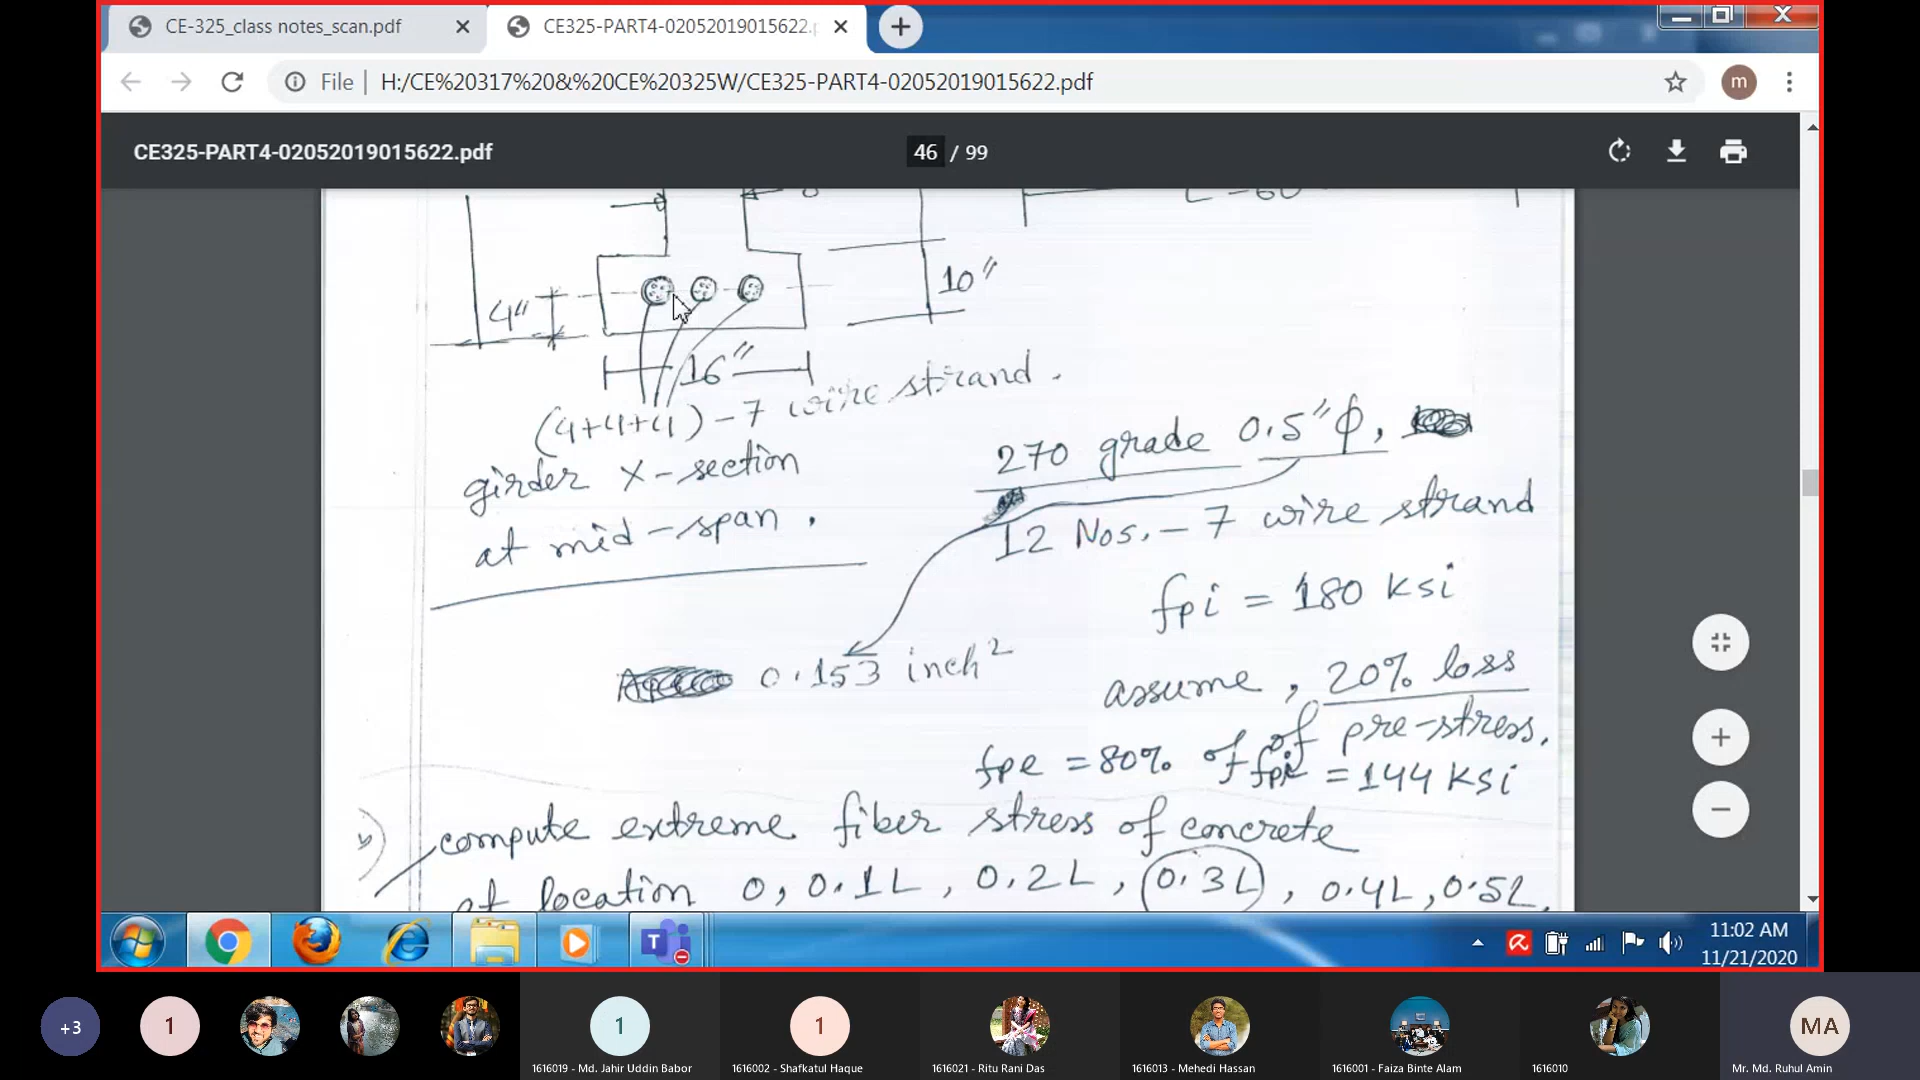 CE-325_class notes_scan.pdf
CE325-PART4-02052019015622.p
File
H:/CE%20317%20&%20CE%20325W/CE325-PART4-02052019015622.pdf
m
CE325-PART4-02052019015622.pdf
46 / 99
10"
4"
16"
(4+4+4)-7 wire strand.
girder X-section
at mid-span.
270 grade 0.5"φ,
12 Nos.-7 wire strand
fpi = 180 ksi
0.153 inch²
assume, 20% loss
of pre-stress.
fpe = 80% of fpi = 144 ksi
b) compute extreme fiber stress of concrete
at location 0, 0.1L, 0.2L, 0.3L, 0.4L, 0.5L.
T
11:02 AM
11/21/2020
+3
1
1
1
MA
1616019 - Md. Jahir Uddin Babor
1616002 - Shafkatul Haque
1616021 - Ritu Rani Das
1616013 - Mehedi Hassan
1616001 - Faiza Binte Alam
1616010
Mr. Md. Ruhul Amin